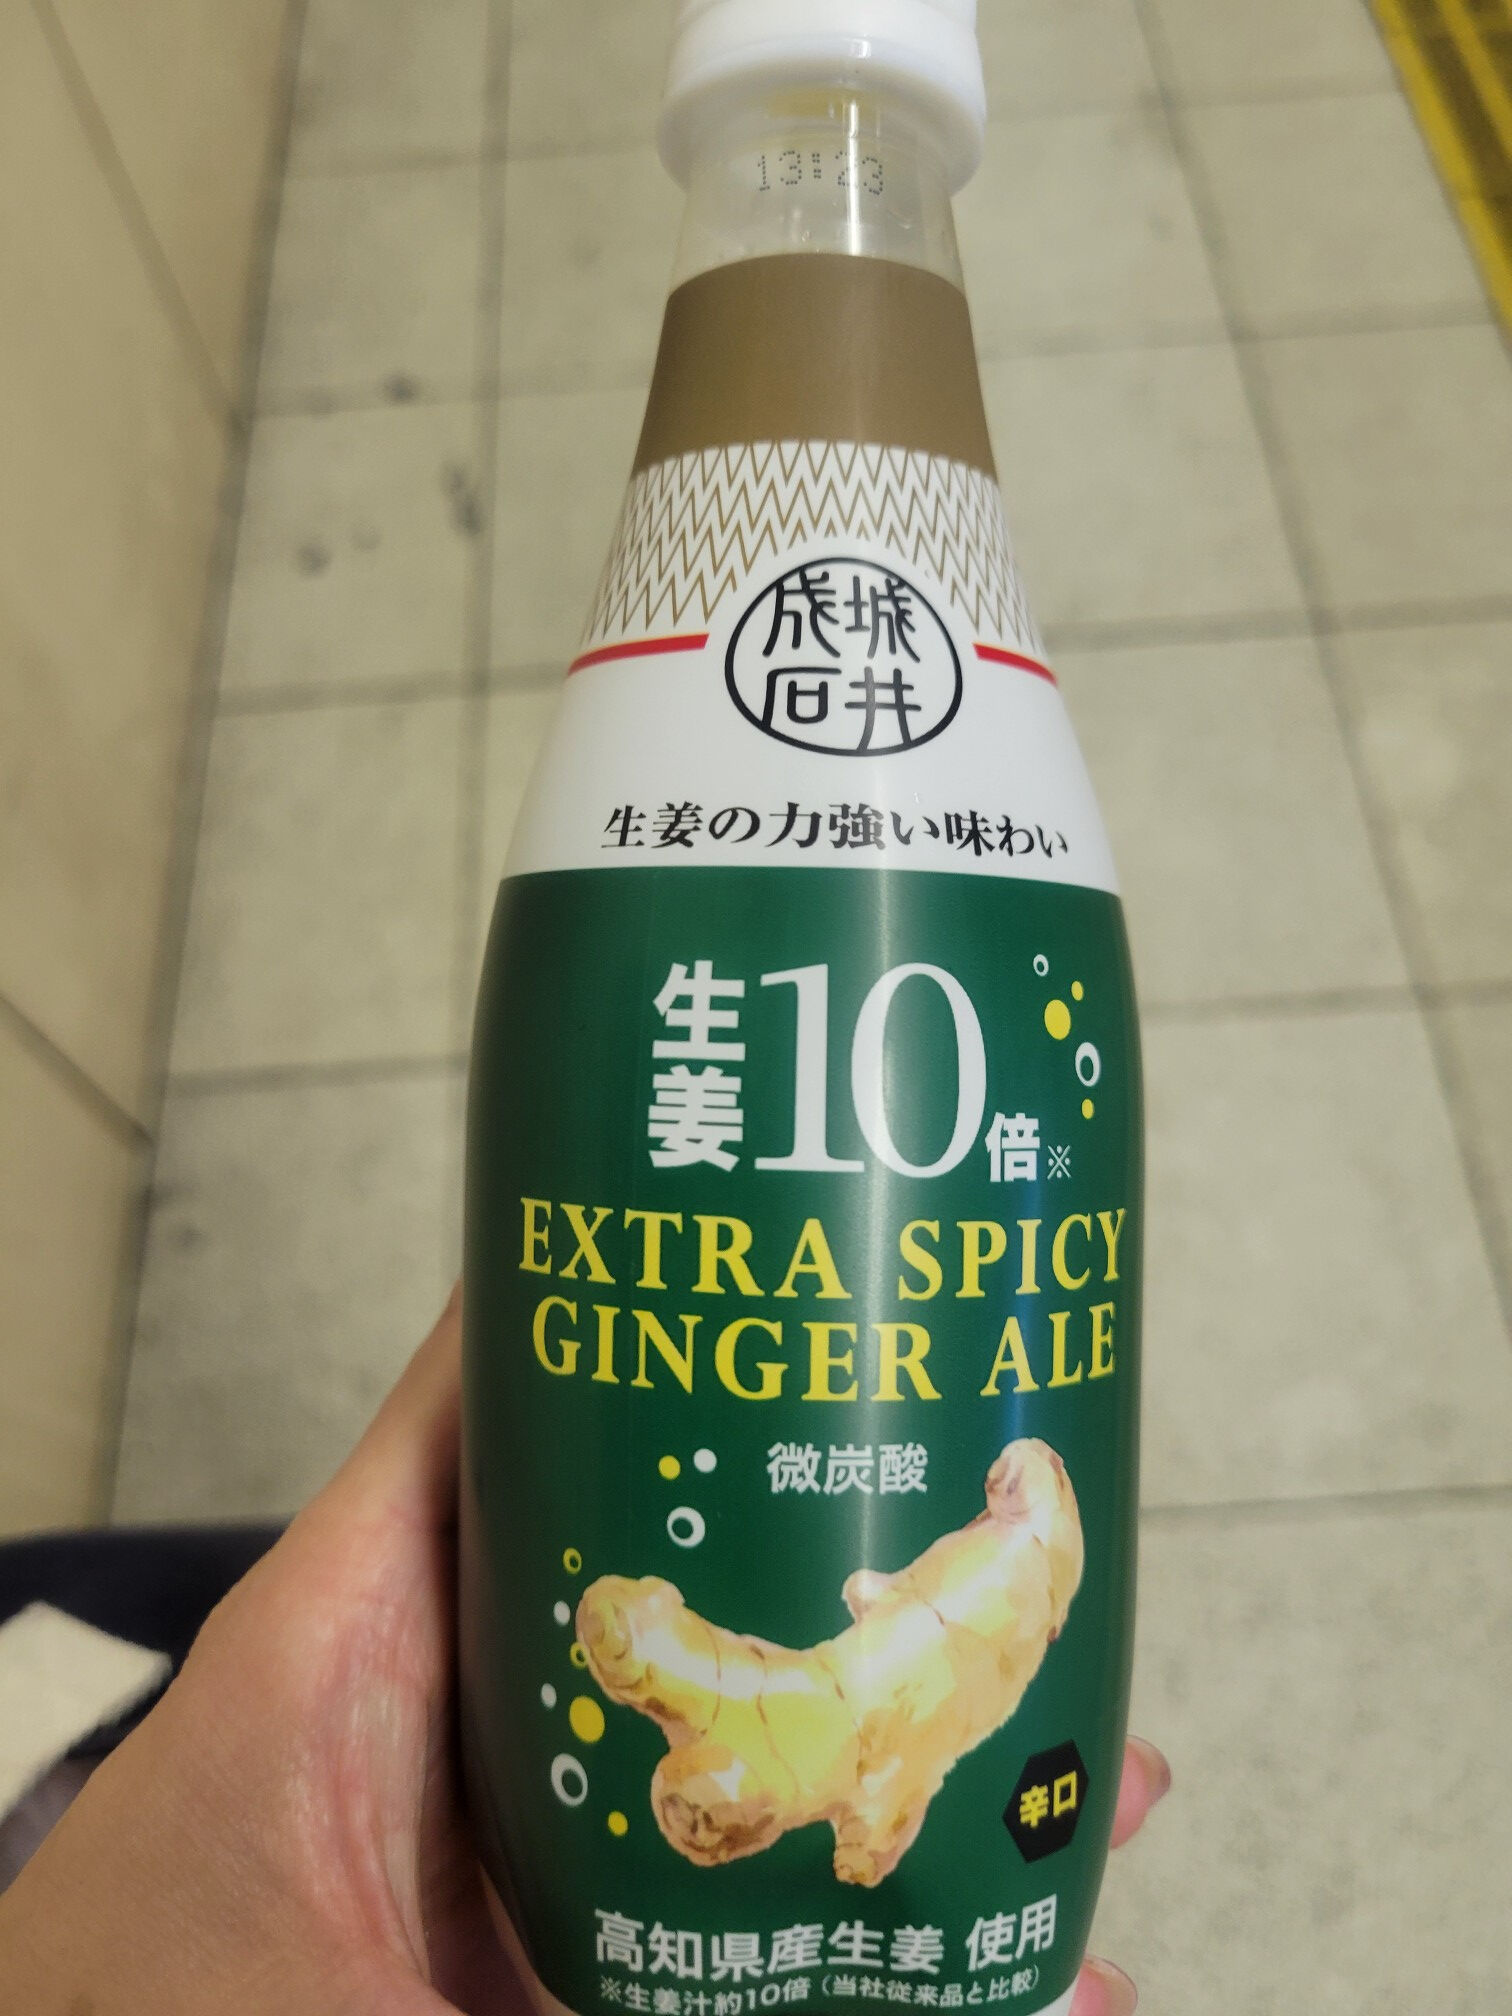 13:23
成城
石井
生姜の力強い味わい
生姜10倍※
EXTRA SPICY
GINGER ALE
微炭酸
辛口
高知県産生姜 使用
※生姜汁約10倍（当社従来品と比較）